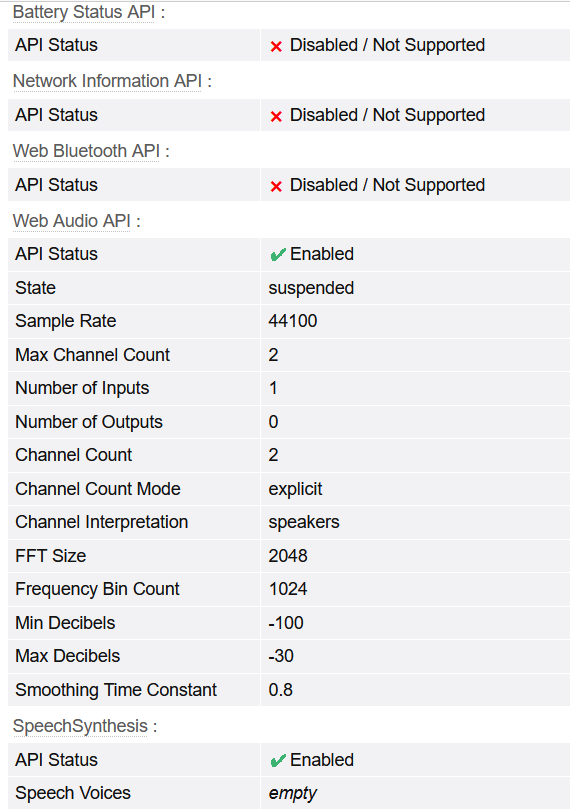 Battery Status API :
API Status ✖ Disabled / Not Supported
Network Information API :
API Status ✖ Disabled / Not Supported
Web Bluetooth API :
API Status ✖ Disabled / Not Supported
Web Audio API :
API Status ✔ Enabled
State suspended
Sample Rate 44100
Max Channel Count 2
Number of Inputs 1
Number of Outputs 0
Channel Count 2
Channel Count Mode explicit
Channel Interpretation speakers
FFT Size 2048
Frequency Bin Count 1024
Min Decibels -100
Max Decibels -30
Smoothing Time Constant 0.8
SpeechSynthesis :
API Status ✔ Enabled
Speech Voices empty